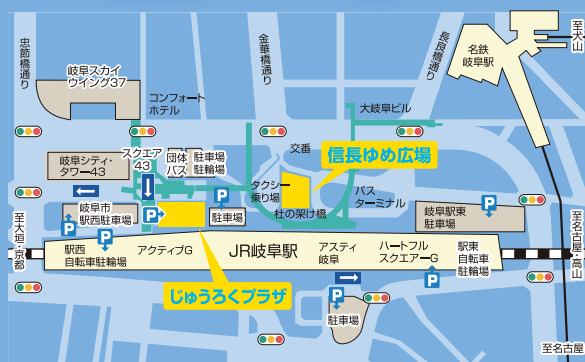 忠節橋通り
金華橋通り
長良橋通り
至犬山
名鉄
岐阜駅
岐阜スカイ
ウイング37
コンフォート
ホテル
大岐阜ビル
交番
信長ゆめ広場
岐阜シティ・
タワー43
スクエア
43
団体
バス
駐車場
駐輪場
タクシー
乗り場
バス
ターミナル
杜の架け橋
岐阜市
駅西駐車場
P
P
P
P
駐車場
岐阜駅東
駐車場
P
至大垣・京都
至名古屋・高山
駅西
自転車駐輪場
アクティブG
JR岐阜駅
アスティ
岐阜
ハートフル
スクエアーG
駅東
自転車
駐輪場
じゅうろくプラザ
P
P
駐車場
至名古屋